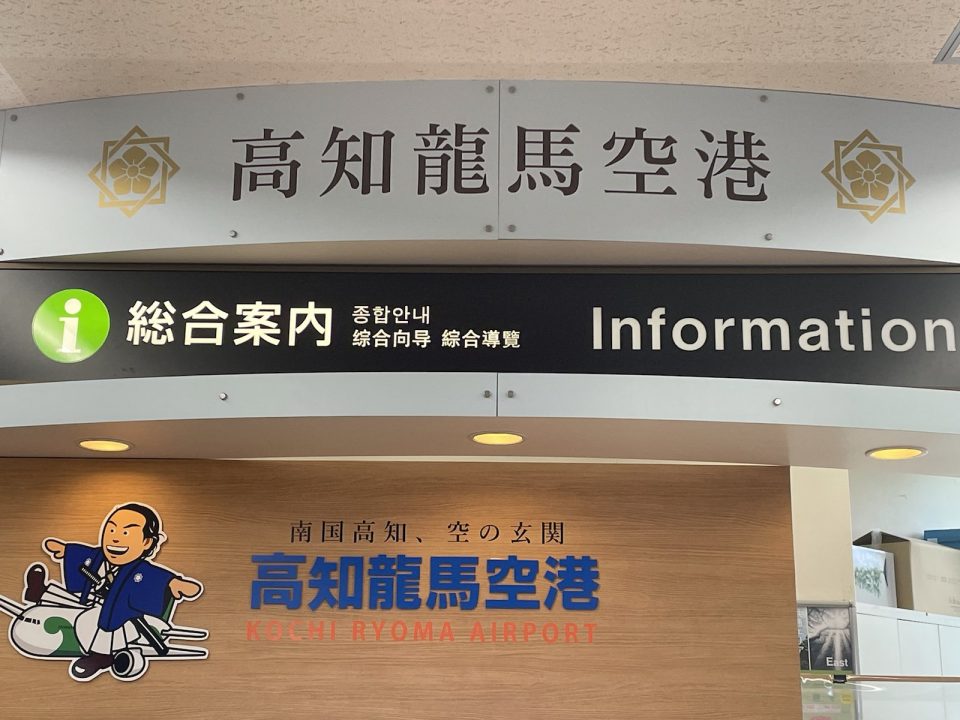 高知龍馬空港
i 総合案内 종합안내
综合向导 綜合導覽
Information
南国高知、空の玄関
高知龍馬空港
KOCHI RYOMA AIRPORT
East